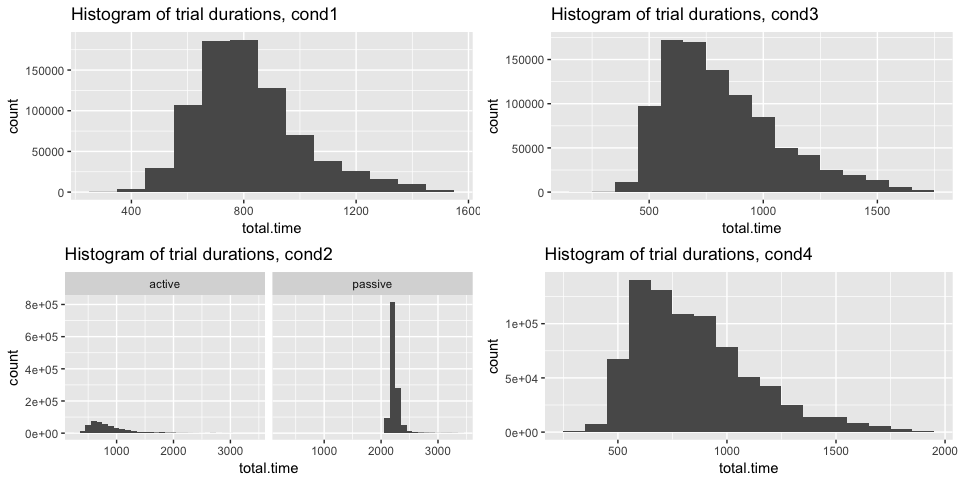 Histogram of trial durations, cond1
count
150000
100000
50000
0
400 800 1200 1600
total.time
Histogram of trial durations, cond3
count
150000
100000
50000
0
500 1000 1500
total.time
Histogram of trial durations, cond2
active passive
count
8e+05
6e+05
4e+05
2e+05
0e+00
1000 2000 3000 1000 2000 3000
total.time
Histogram of trial durations, cond4
count
1e+05
5e+04
0e+00
500 1000 1500 2000
total.time